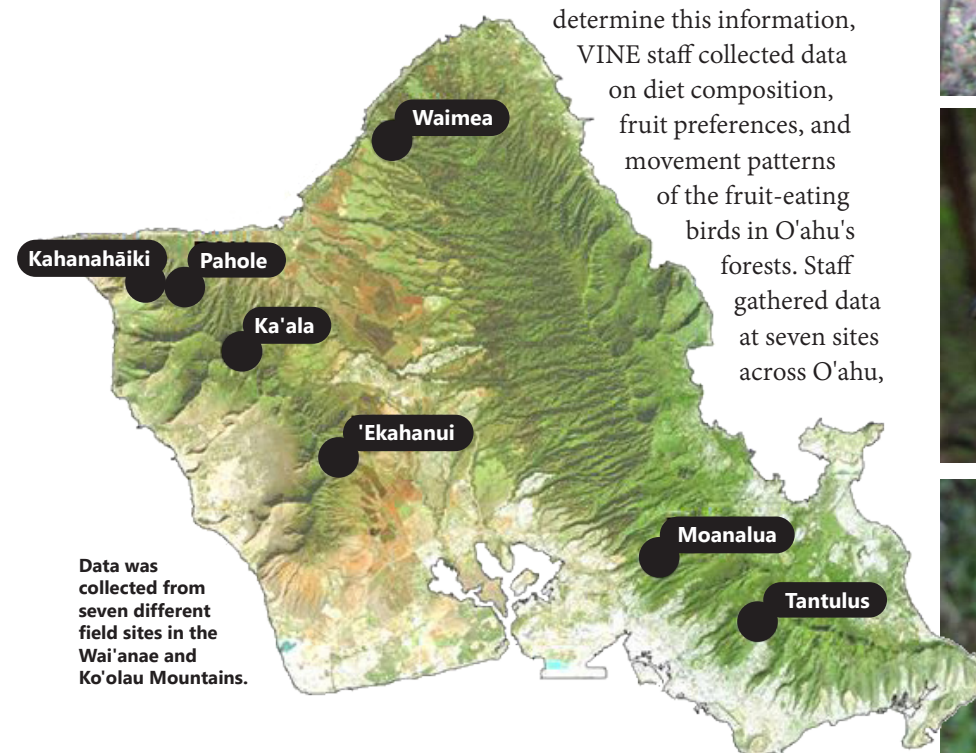 determine this information,
VINE staff collected data
on diet composition,
fruit preferences, and
movement patterns
of the fruit-eating
birds in O'ahu's
forests. Staff
gathered data
at seven sites
across O'ahu,
Waimea
Kahanahāiki
Pahole
Ka'ala
'Ekahanui
Moanalua
Tantulus
Data was
collected from
seven different
field sites in the
Wai'anae and
Ko'olau Mountains.